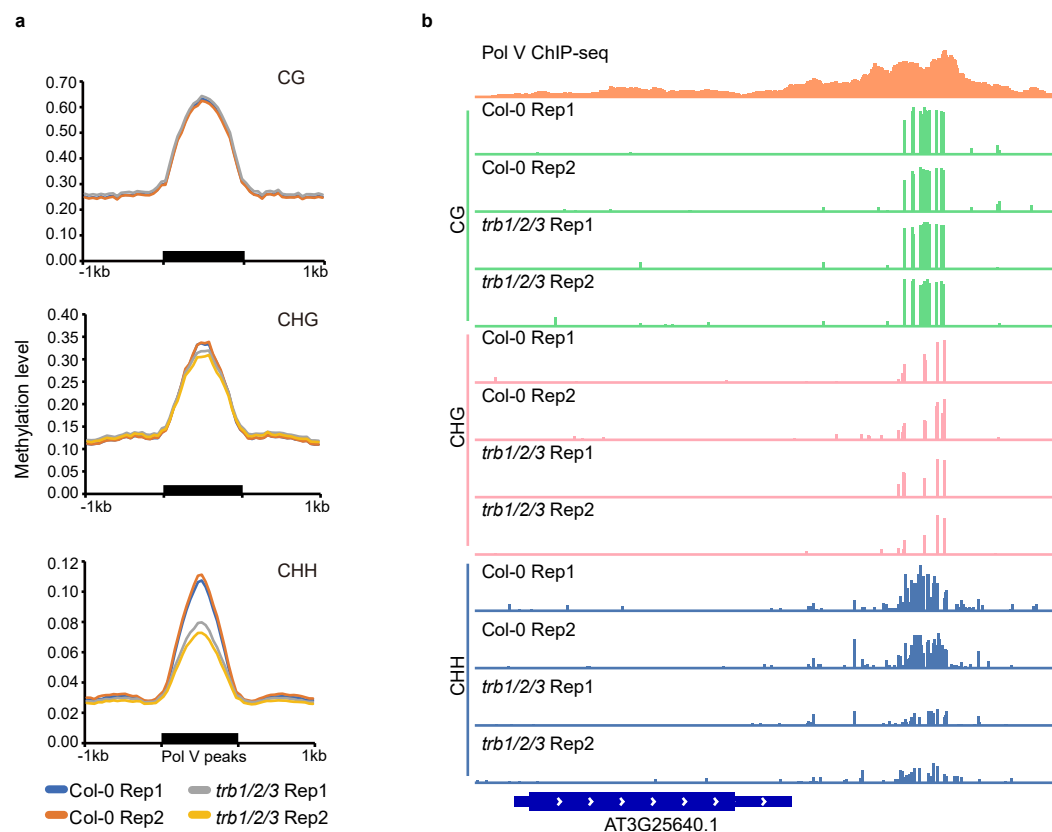 a
CG
0.70
0.60
0.50
0.40
0.30
0.20
0.10
0.00
-1kb
1kb
Methylation level
CHG
0.40
0.35
0.30
0.25
0.20
0.15
0.10
0.05
0.00
-1kb
1kb
CHH
0.12
0.10
0.08
0.06
0.04
0.02
0.00
-1kb
Pol V peaks
1kb
Col-0 Rep1
trb1/2/3 Rep1
Col-0 Rep2
trb1/2/3 Rep2
b
Pol V ChIP-seq
CG
Col-0 Rep1
Col-0 Rep2
trb1/2/3 Rep1
trb1/2/3 Rep2
CHG
Col-0 Rep1
Col-0 Rep2
trb1/2/3 Rep1
trb1/2/3 Rep2
CHH
Col-0 Rep1
Col-0 Rep2
trb1/2/3 Rep1
trb1/2/3 Rep2
AT3G25640.1